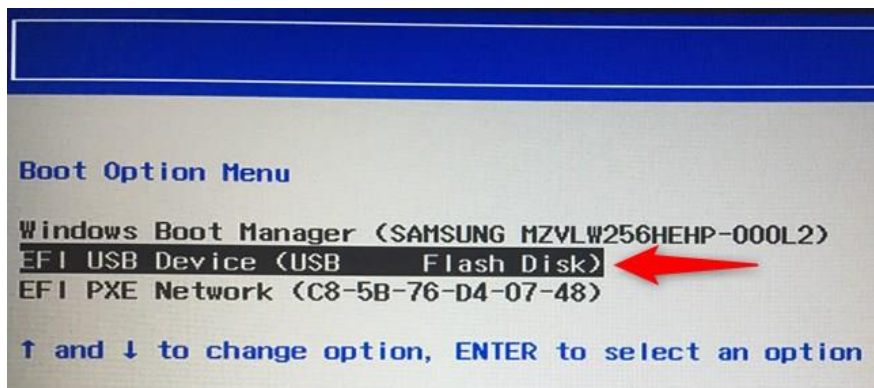 Boot Option Menu
Windows Boot Manager (SAMSUNG MZVLW256HEHP-000L2)
EFI USB Device (USB Flash Disk)
EFI PXE Network (C8-5B-76-D4-07-48)
↑ and ↓ to change option, ENTER to select an option